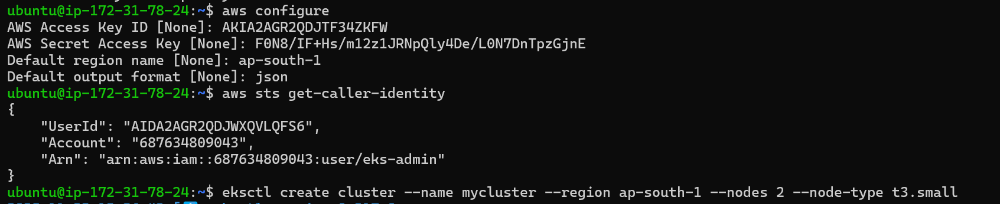 ubuntu@ip-172-31-78-24:~$ aws configure
AWS Access Key ID [None]: AKIA2AGR2QDJTF34ZKFW
AWS Secret Access Key [None]: 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
Default region name [None]: ap-south-1
Default output format [None]: json
ubuntu@ip-172-31-78-24:~$ aws sts get-caller-identity
{
    "UserId": "AIDA2AGR2QDJWXQVLQFS6",
    "Account": "687634809043",
    "Arn": "arn:aws:iam::687634809043:user/eks-admin"
}
ubuntu@ip-172-31-78-24:~$ eksctl create cluster --name mycluster --region ap-south-1 --nodes 2 --node-type t3.small